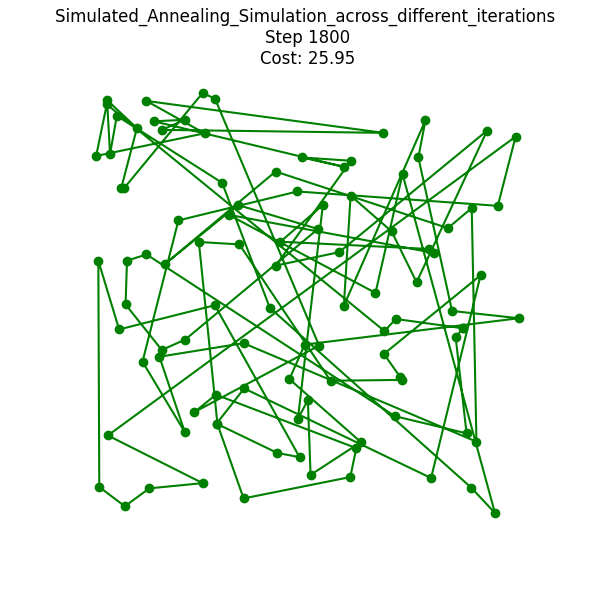 Simulated_Annealing_Simulation_across_different_iterations
Step 1800
Cost: 25.95